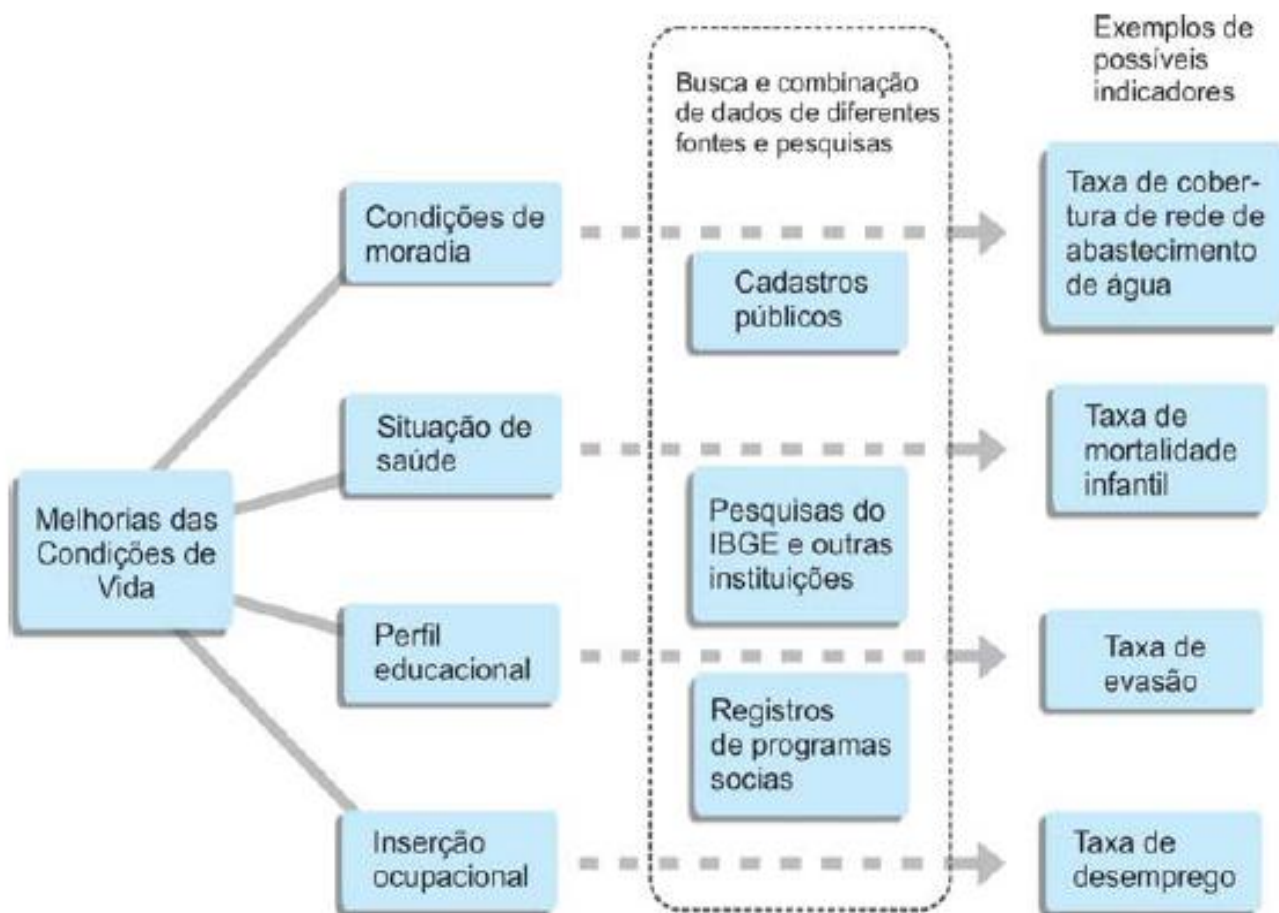 Exemplos de
possíveis
indicadores
Busca e combinação
de dados de diferentes
fontes e pesquisas
Condições de
moradia
Cadastros
públicos
Taxa de cober-
tura de rede de
abastecimento
de água
Situação de
saúde
Taxa de
mortalidade
infantil
Melhorias das
Condições de
Vida
Pesquisas do
IBGE e outras
instituições
Perfil
educacional
Taxa de
evasão
Registros
de programas
socias
Inserção
ocupacional
Taxa de
desemprego